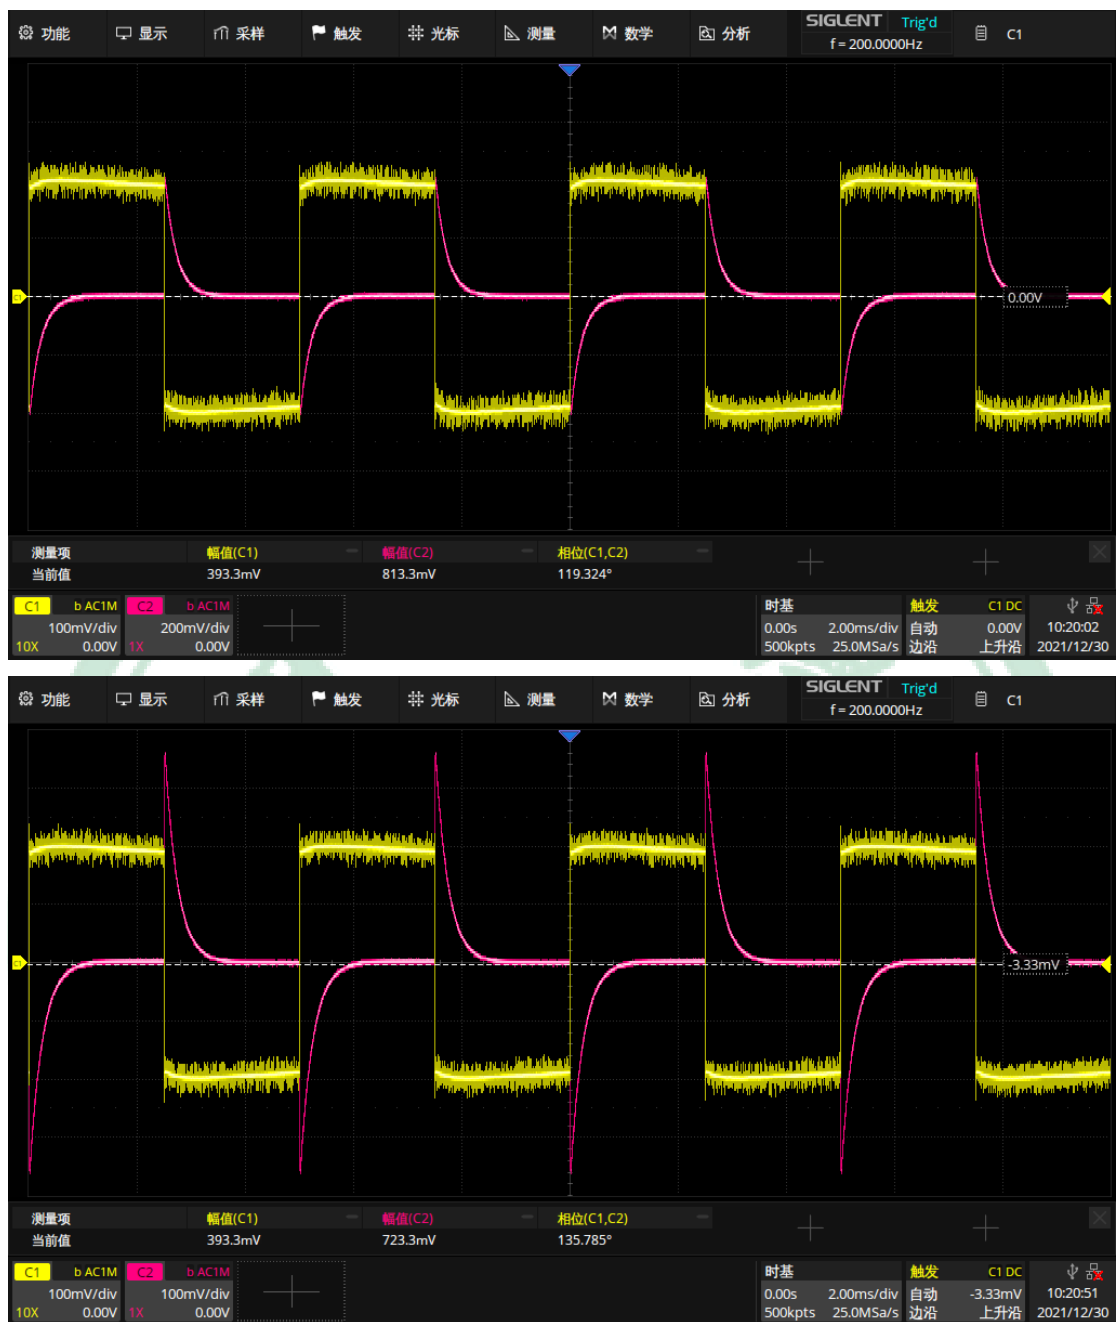 功能 显示 采样 触发 光标 测量 数学 分析 SIGLENT Trig'd C1
f = 200.0000Hz
C1
0.00V
测量项 幅值(C1) 幅值(C2) 相位(C1,C2)
当前值 393.3mV 813.3mV 119.324°
C1 b AC1M C2 b AC1M 时基 触发 C1 DC
100mV/div 200mV/div 0.00s 2.00ms/div 自动 0.00V 10:20:02
10X 0.00V 1X 0.00V 500kpts 25.0MSa/s 边沿 上升沿 2021/12/30
功能 显示 采样 触发 光标 测量 数学 分析 SIGLENT Trig'd C1
f = 200.0000Hz
C1
-3.33mV
测量项 幅值(C1) 幅值(C2) 相位(C1,C2)
当前值 393.3mV 723.3mV 135.785°
C1 b AC1M C2 b AC1M 时基 触发 C1 DC
100mV/div 100mV/div 0.00s 2.00ms/div 自动 -3.33mV 10:20:51
10X 0.00V 1X 0.00V 500kpts 25.0MSa/s 边沿 上升沿 2021/12/30